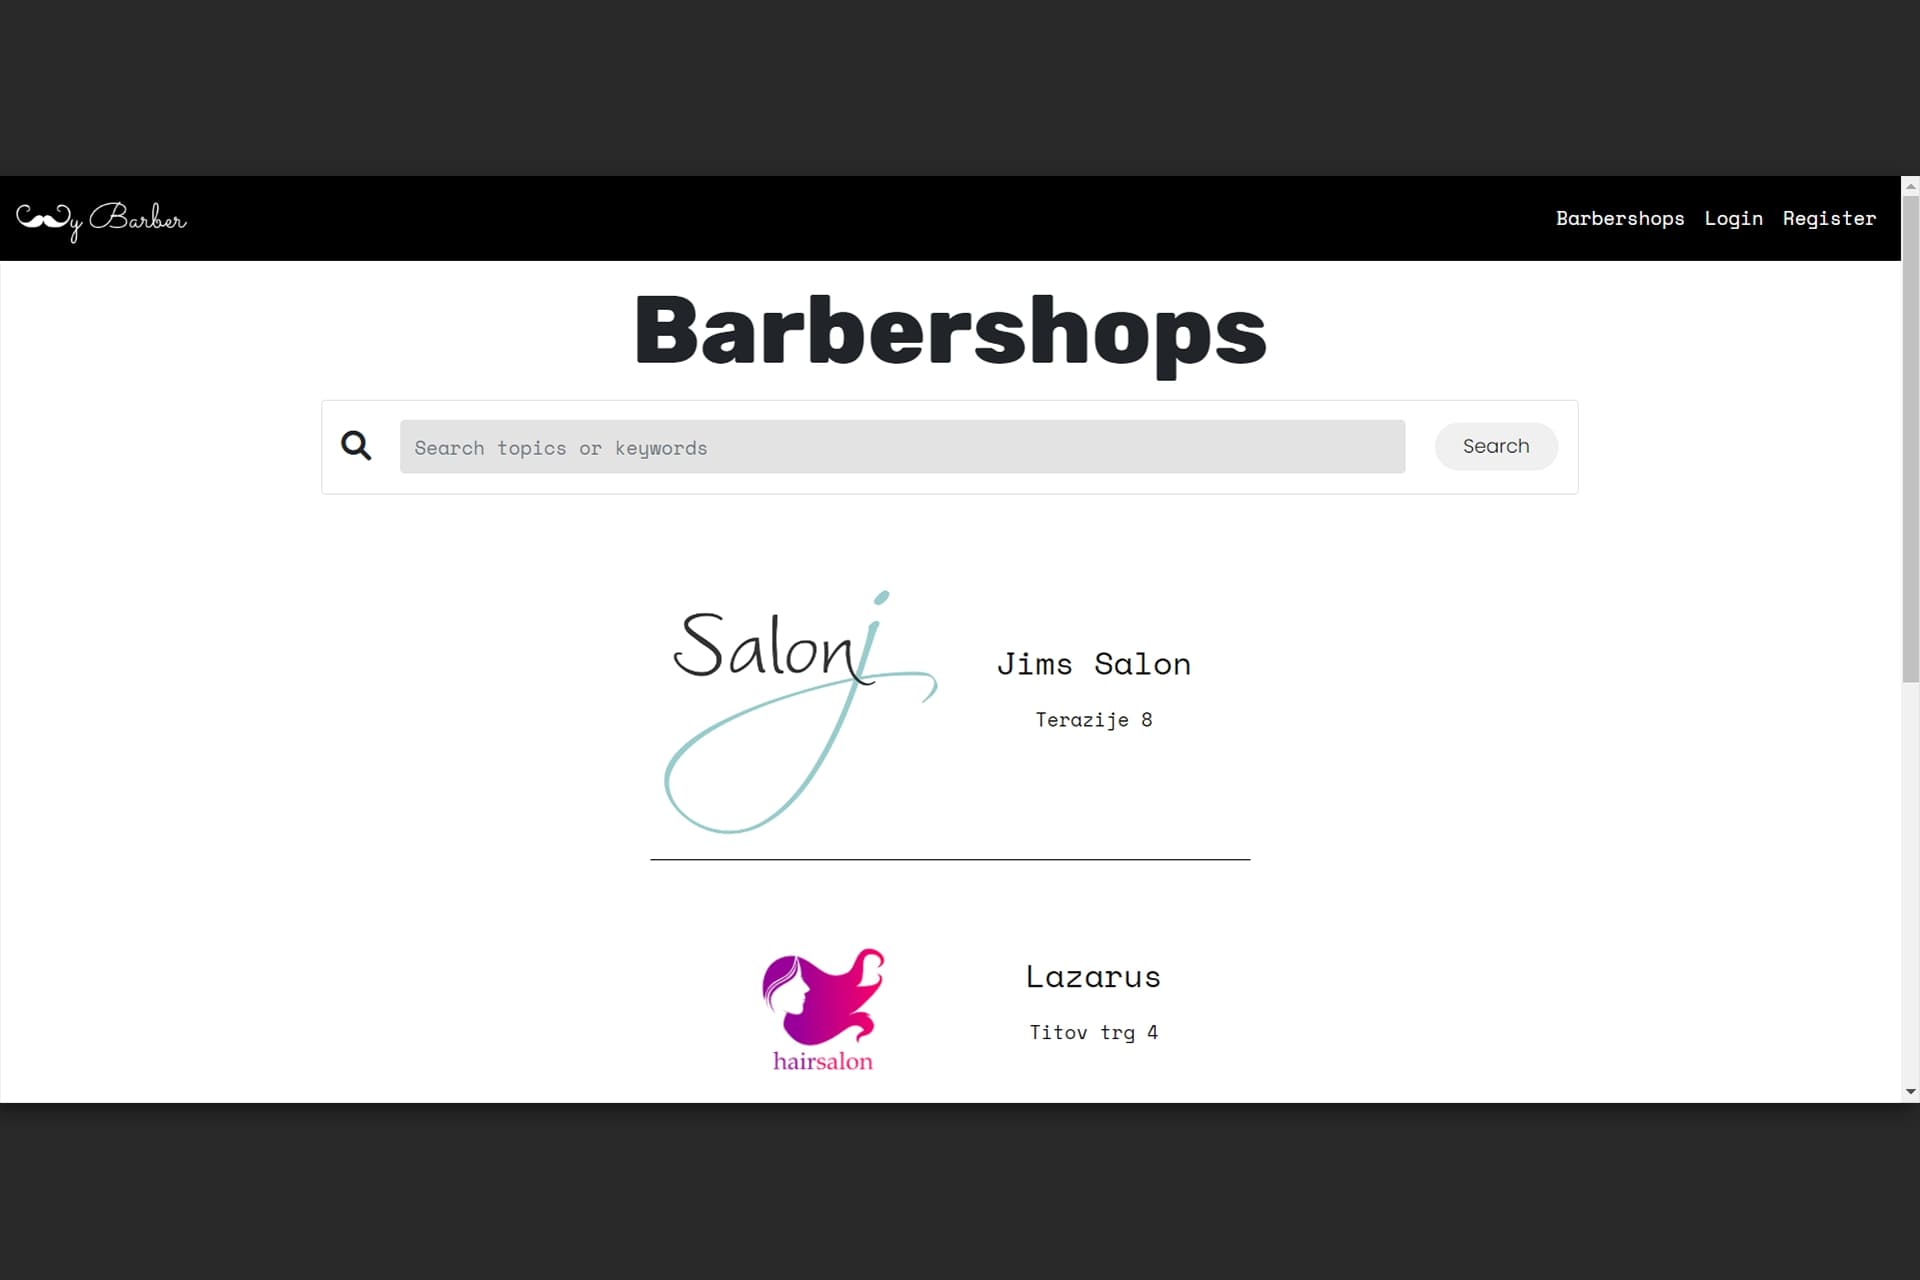 My Barber
Barbershops Login Register
Barbershops
Search topics or keywords
Search
Salon j
Jims Salon
Terazije 8
hairsalon
Lazarus
Titov trg 4